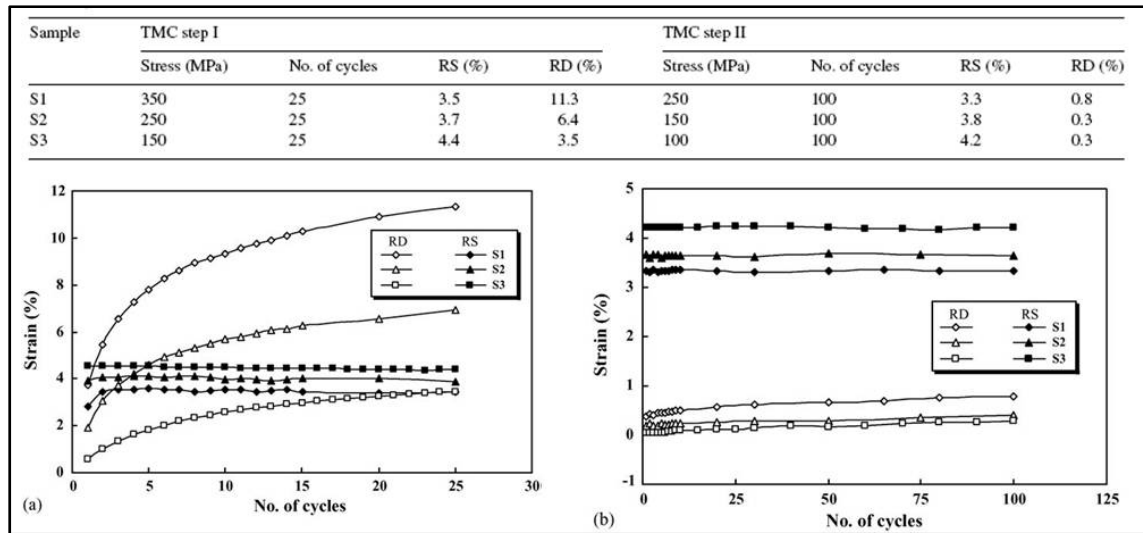 Sample TMC step I TMC step II
Stress (MPa) No. of cycles RS (%) RD (%) Stress (MPa) No. of cycles RS (%) RD (%)
S1 350 25 3.5 11.3 250 100 3.3 0.8
S2 250 25 3.7 6.4 150 100 3.8 0.3
S3 150 25 4.4 3.5 100 100 4.2 0.3
12
10
8
6
4
2
0
Strain (%)
RD RS
S1
S2
S3
0 5 10 15 20 25 30
(a) No. of cycles
5
4
3
2
1
0
-1
Strain (%)
RD RS
S1
S2
S3
0 25 50 75 100 125
(b) No. of cycles